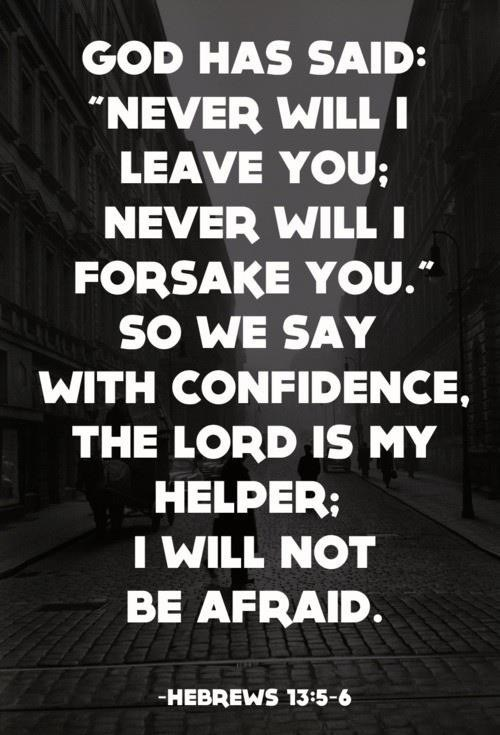 GOD HAS SAID:
"NEVER WILL I
LEAVE YOU;
NEVER WILL I
FORSAKE YOU."
SO WE SAY
WITH CONFIDENCE,
THE LORD IS MY
HELPER;
I WILL NOT
BE AFRAID.
-HEBREWS 13:5-6